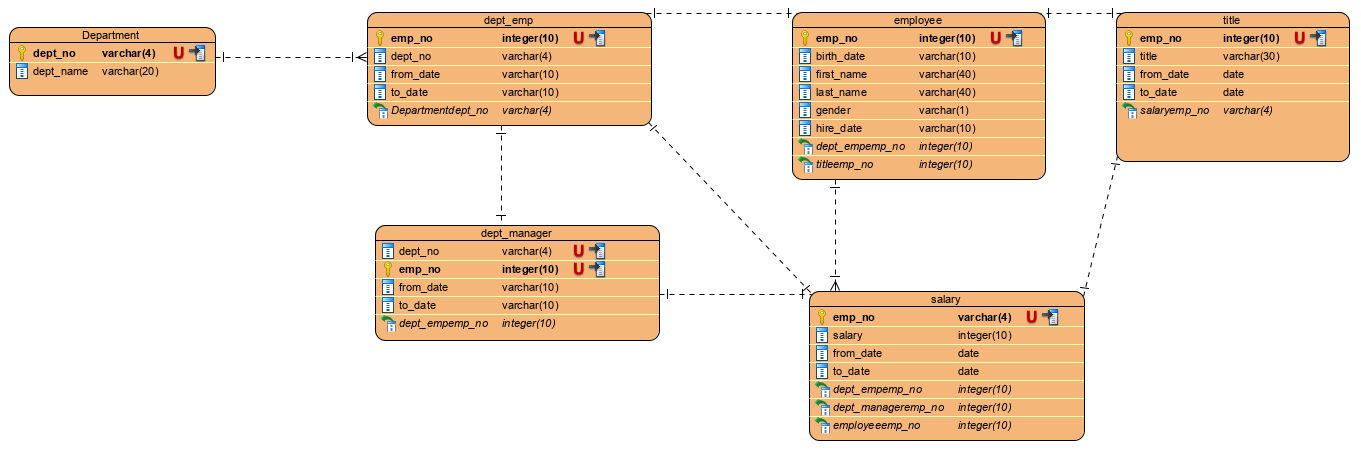 Department
dept_no varchar(4) U
dept_name varchar(20)
dept_emp
emp_no integer(10) U
dept_no varchar(4)
from_date varchar(10)
to_date varchar(10)
Departmentdept_no varchar(4)
employee
emp_no integer(10) U
birth_date varchar(10)
first_name varchar(40)
last_name varchar(40)
gender varchar(1)
hire_date varchar(10)
dept_empemp_no integer(10)
titleemp_no integer(10)
title
emp_no integer(10) U
title varchar(30)
from_date date
to_date date
salaryemp_no varchar(4)
dept_manager
dept_no varchar(4) U
emp_no integer(10) U
from_date varchar(10)
to_date varchar(10)
dept_empemp_no integer(10)
salary
emp_no varchar(4) U
salary integer(10)
from_date date
to_date date
dept_empemp_no integer(10)
dept_manageremp_no integer(10)
employeeemp_no integer(10)